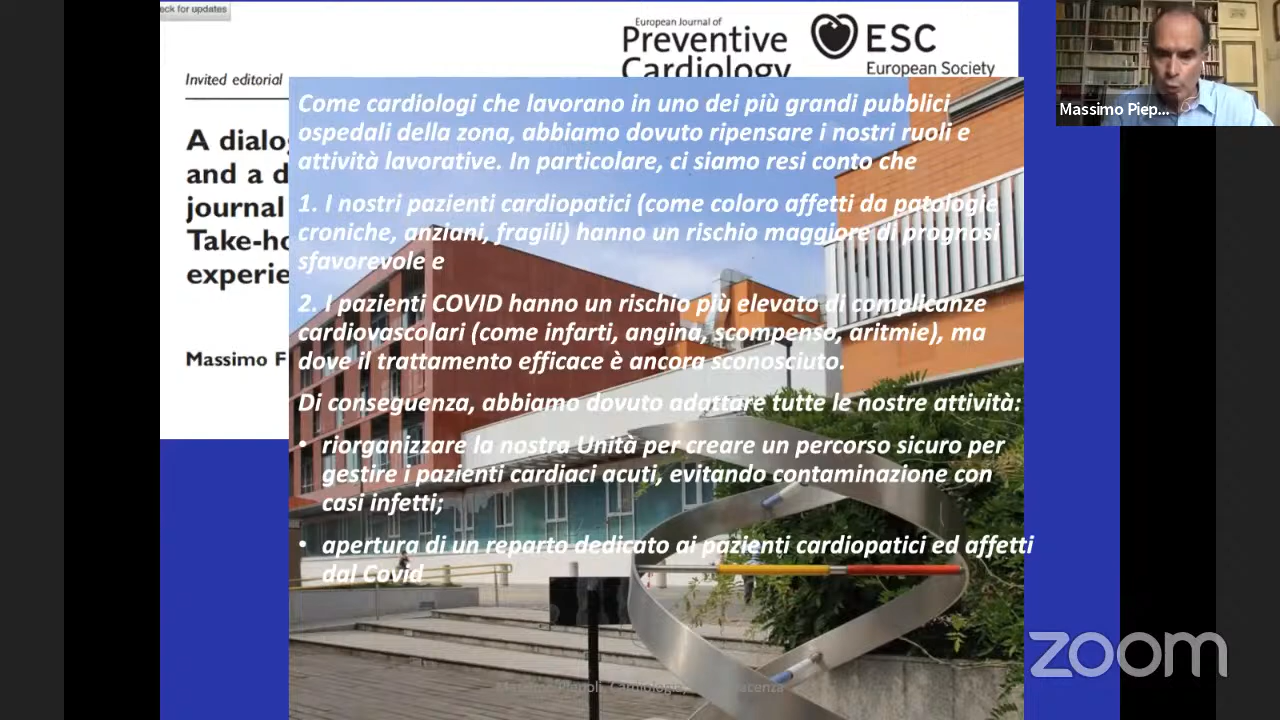 eck for updates
European Journal of
Preventive
Cardiology
ESC
European Society
Invited editorial
A dialo
and a d
journal
Take-ho
experie
Massimo F
Come cardiologi che lavorano in uno dei più grandi pubblici
ospedali della zona, abbiamo dovuto ripensare i nostri ruoli e
attività lavorative. In particolare, ci siamo resi conto che
1. I nostri pazienti cardiopatici (come coloro affetti da patologie
croniche, anziani, fragili) hanno un rischio maggiore di prognosi
sfavorevole e
2. I pazienti COVID hanno un rischio più elevato di complicanze
cardiovascolari (come infarti, angina, scompenso, aritmie), ma
dove il trattamento efficace è ancora sconosciuto.
Di conseguenza, abbiamo dovuto adattare tutte le nostre attività:
• riorganizzare la nostra Unità per creare un percorso sicuro per
gestire i pazienti cardiaci acuti, evitando contaminazione con
casi infetti;
• apertura di un reparto dedicato ai pazienti cardiopatici ed affetti
dal Covid
Massimo Piepoli, Cardiologia, acenza
Massimo Piep...
zoom